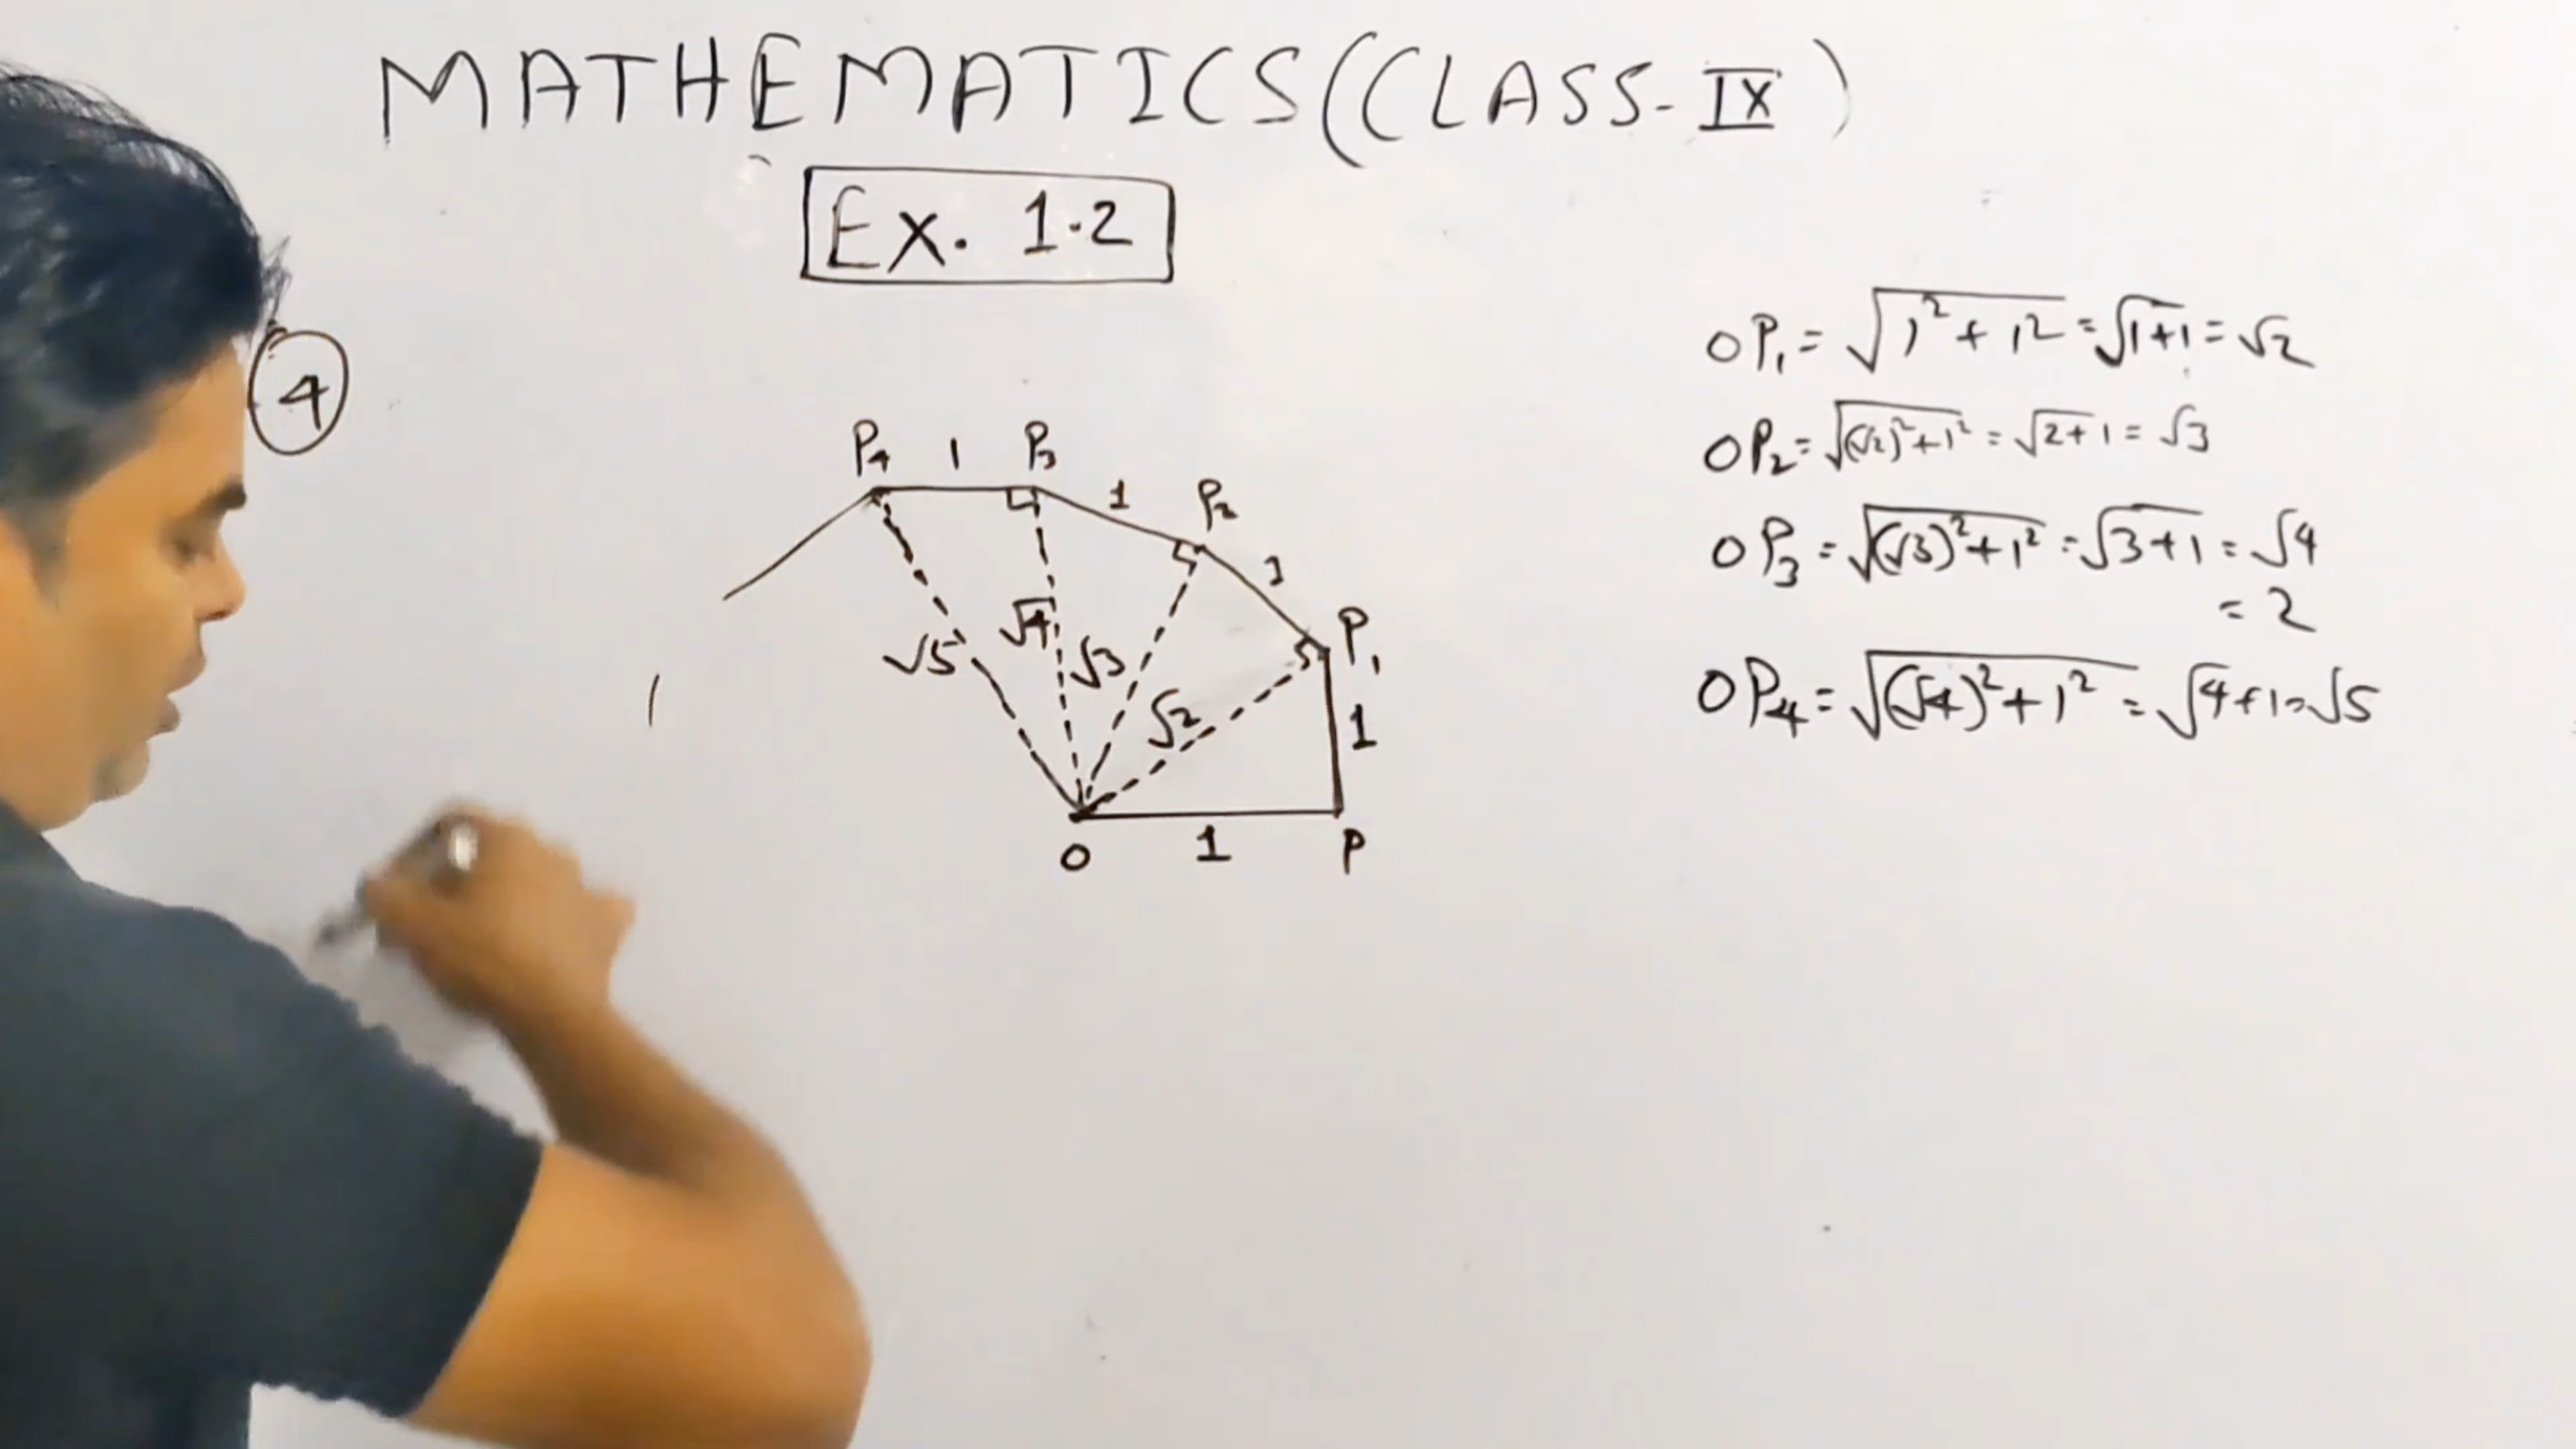 MATHEMATICS (CLASS-IX)
Ex. 1.2
4
OP₁ = √(1² + 1²) = √(1+1) = √2
OP₂ = √((√2)² + 1²) = √(2+1) = √3
OP₃ = √((√3)² + 1²) = √(3+1) = √4
= 2
OP₄ = √((√4)² + 1²) = √4+1 = √5
P₄ 1 P₃
1 P₂
1
P₁
√5 √4 √3 √2 1
O 1 P